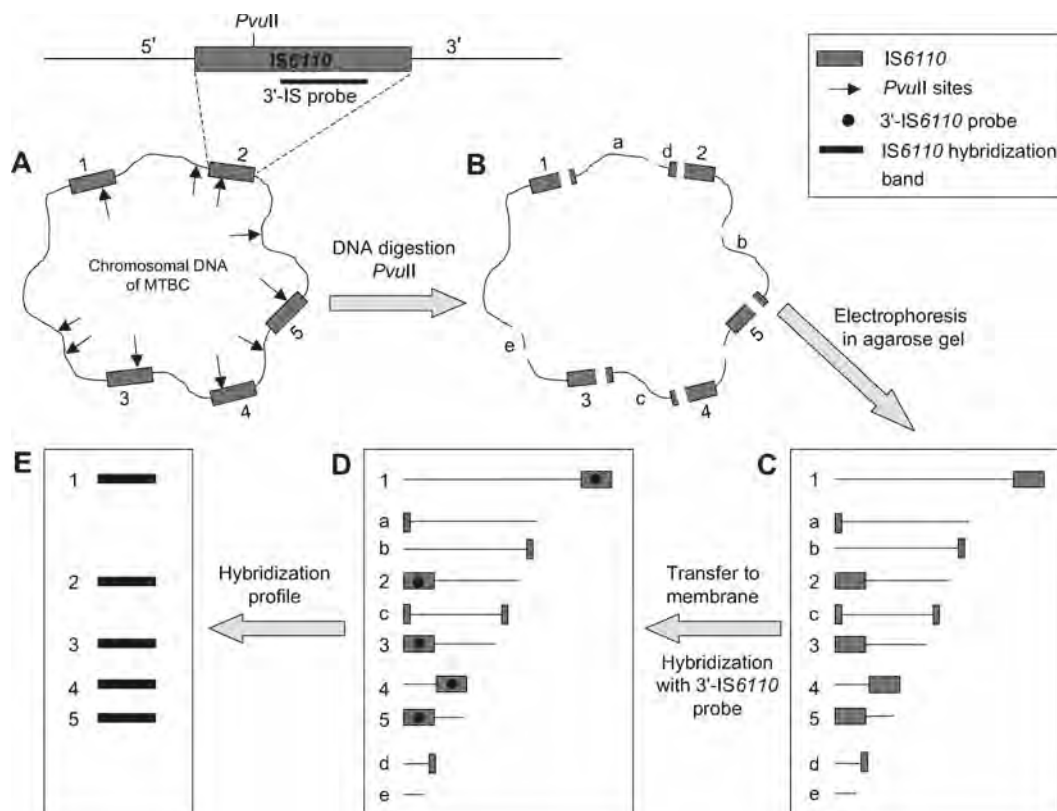 PvuII
5'
3'
IS6110
3'-IS probe
IS6110
PvuII sites
3'-IS6110 probe
IS6110 hybridization
band
A
1
2
Chromosomal DNA
of MTBC
5
3
4
DNA digestion
PvuII
B
1
a
d
2
b
5
e
3
c
4
Electrophoresis
in agarose gel
E
1
2
3
4
5
Hybridization
profile
D
1
a
b
2
c
3
4
5
d
e
Transfer to
membrane
Hybridization
with 3'-IS6110
probe
C
1
a
b
2
c
3
4
5
d
e